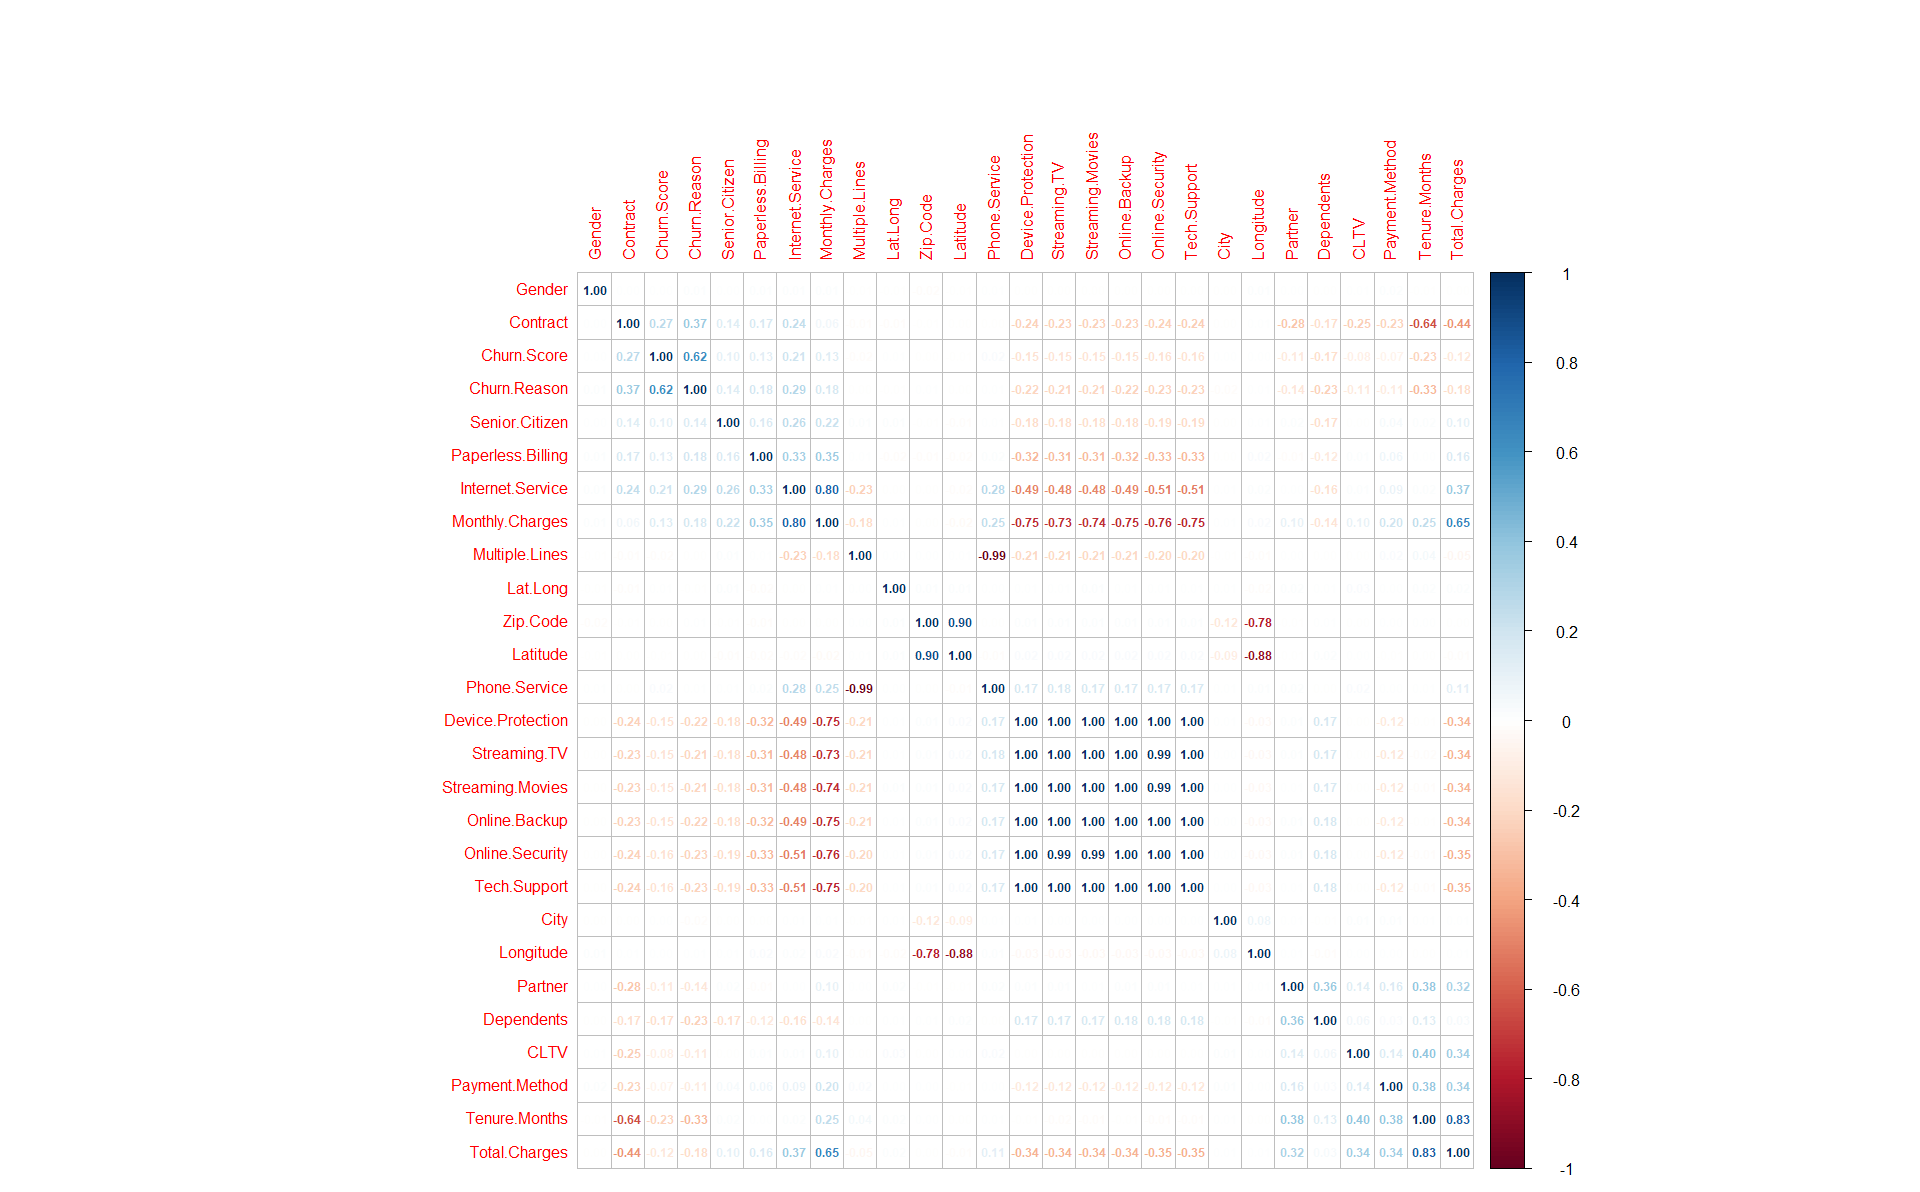 Gender Contract Churn.Score Churn.Reason Senior.Citizen Paperless.Billing Internet.Service Monthly.Charges Multiple.Lines Lat.Long Zip.Code Latitude Phone.Service Device.Protection Streaming.TV Streaming.Movies Online.Backup Online.Security Tech.Support City Longitude Partner Dependents CLTV Payment.Method Tenure.Months Total.Charges
Gender 1.00
Contract 1.00 0.27 0.37 0.14 0.17 0.24 -0.24 -0.23 -0.23 -0.23 -0.24 -0.24 -0.28 -0.17 -0.25 -0.23 -0.64 -0.44
Churn.Score 0.27 1.00 0.62 0.10 0.13 0.21 0.13 -0.15 -0.15 -0.15 -0.15 -0.16 -0.16 -0.11 -0.17 -0.08 -0.07 -0.23 -0.12
Churn.Reason 0.37 0.62 1.00 0.14 0.18 0.29 0.18 -0.22 -0.21 -0.21 -0.22 -0.23 -0.23 -0.14 -0.23 -0.11 -0.11 -0.33 -0.18
Senior.Citizen 0.14 0.10 0.14 1.00 0.16 0.26 0.22 -0.18 -0.18 -0.18 -0.18 -0.19 -0.19 -0.17 0.10
Paperless.Billing 0.17 0.13 0.18 0.16 1.00 0.33 0.35 -0.32 -0.31 -0.31 -0.32 -0.33 -0.33 -0.12 0.16
Internet.Service 0.24 0.21 0.29 0.26 0.33 1.00 0.80 -0.23 0.28 -0.49 -0.48 -0.48 -0.49 -0.51 -0.51 -0.16 0.09 0.37
Monthly.Charges 0.13 0.18 0.22 0.35 0.80 1.00 -0.18 0.25 -0.75 -0.73 -0.74 -0.75 -0.76 -0.75 0.10 -0.14 0.10 0.20 0.25 0.65
Multiple.Lines -0.23 -0.18 1.00 -0.99 -0.21 -0.21 -0.21 -0.21 -0.20 -0.20
Lat.Long 1.00
Zip.Code 1.00 0.90 -0.12 -0.78
Latitude 0.90 1.00 -0.09 -0.88
Phone.Service 0.28 0.25 -0.99 1.00 0.17 0.18 0.17 0.17 0.17 0.17 0.11
Device.Protection -0.24 -0.15 -0.22 -0.18 -0.32 -0.49 -0.75 -0.21 0.17 1.00 1.00 1.00 1.00 1.00 1.00 0.17 -0.12 -0.34
Streaming.TV -0.23 -0.15 -0.21 -0.18 -0.31 -0.48 -0.73 -0.21 0.18 1.00 1.00 1.00 1.00 0.99 1.00 0.17 -0.12 -0.34
Streaming.Movies -0.23 -0.15 -0.21 -0.18 -0.31 -0.48 -0.74 -0.21 0.17 1.00 1.00 1.00 1.00 0.99 1.00 0.17 -0.12 -0.34
Online.Backup -0.23 -0.15 -0.22 -0.18 -0.32 -0.49 -0.75 -0.21 0.17 1.00 1.00 1.00 1.00 1.00 1.00 0.18 -0.12 -0.34
Online.Security -0.24 -0.16 -0.23 -0.19 -0.33 -0.51 -0.76 -0.20 0.17 1.00 0.99 0.99 1.00 1.00 1.00 0.18 -0.12 -0.35
Tech.Support -0.24 -0.16 -0.23 -0.19 -0.33 -0.51 -0.75 -0.20 0.17 1.00 1.00 1.00 1.00 1.00 1.00 0.18 -0.12 -0.35
City -0.12 -0.09 1.00 0.08
Longitude -0.78 -0.88 0.08 1.00
Partner -0.28 -0.11 -0.14 0.10 1.00 0.36 0.14 0.16 0.38 0.32
Dependents -0.17 -0.17 -0.23 -0.17 -0.12 -0.16 -0.14 0.17 0.17 0.17 0.18 0.18 0.18 0.36 1.00 0.13
CLTV -0.25 -0.08 -0.11 0.10 0.14 1.00 0.14 0.40 0.34
Payment.Method -0.23 -0.07 -0.11 0.09 0.20 -0.12 -0.12 -0.12 -0.12 -0.12 -0.12 0.16 0.14 1.00 0.38 0.34
Tenure.Months -0.64 -0.23 -0.33 0.25 0.38 0.13 0.40 0.38 1.00 0.83
Total.Charges -0.44 -0.12 -0.18 0.10 0.16 0.37 0.65 0.11 -0.34 -0.34 -0.34 -0.34 -0.35 -0.35 0.32 0.34 0.34 0.83 1.00
1
0.8
0.6
0.4
0.2
0
-0.2
-0.4
-0.6
-0.8
-1